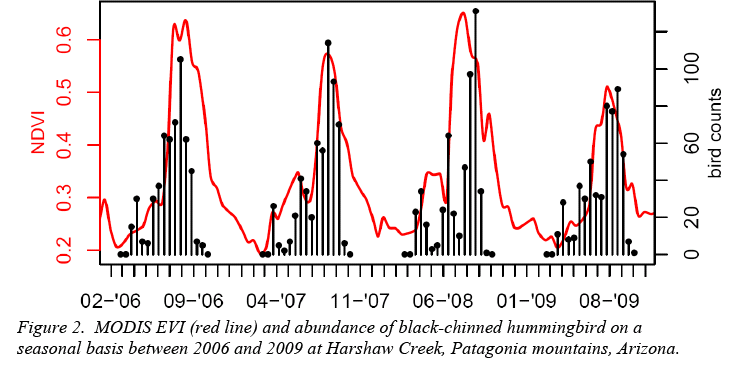 NDVI
0.2 0.3 0.4 0.5 0.6
0 20 60 100
bird counts
02-'06 09-'06 04-'07 11-'07 06-'08 01-'09 08-'09
Figure 2. MODIS EVI (red line) and abundance of black-chinned hummingbird on a
seasonal basis between 2006 and 2009 at Harshaw Creek, Patagonia mountains, Arizona.